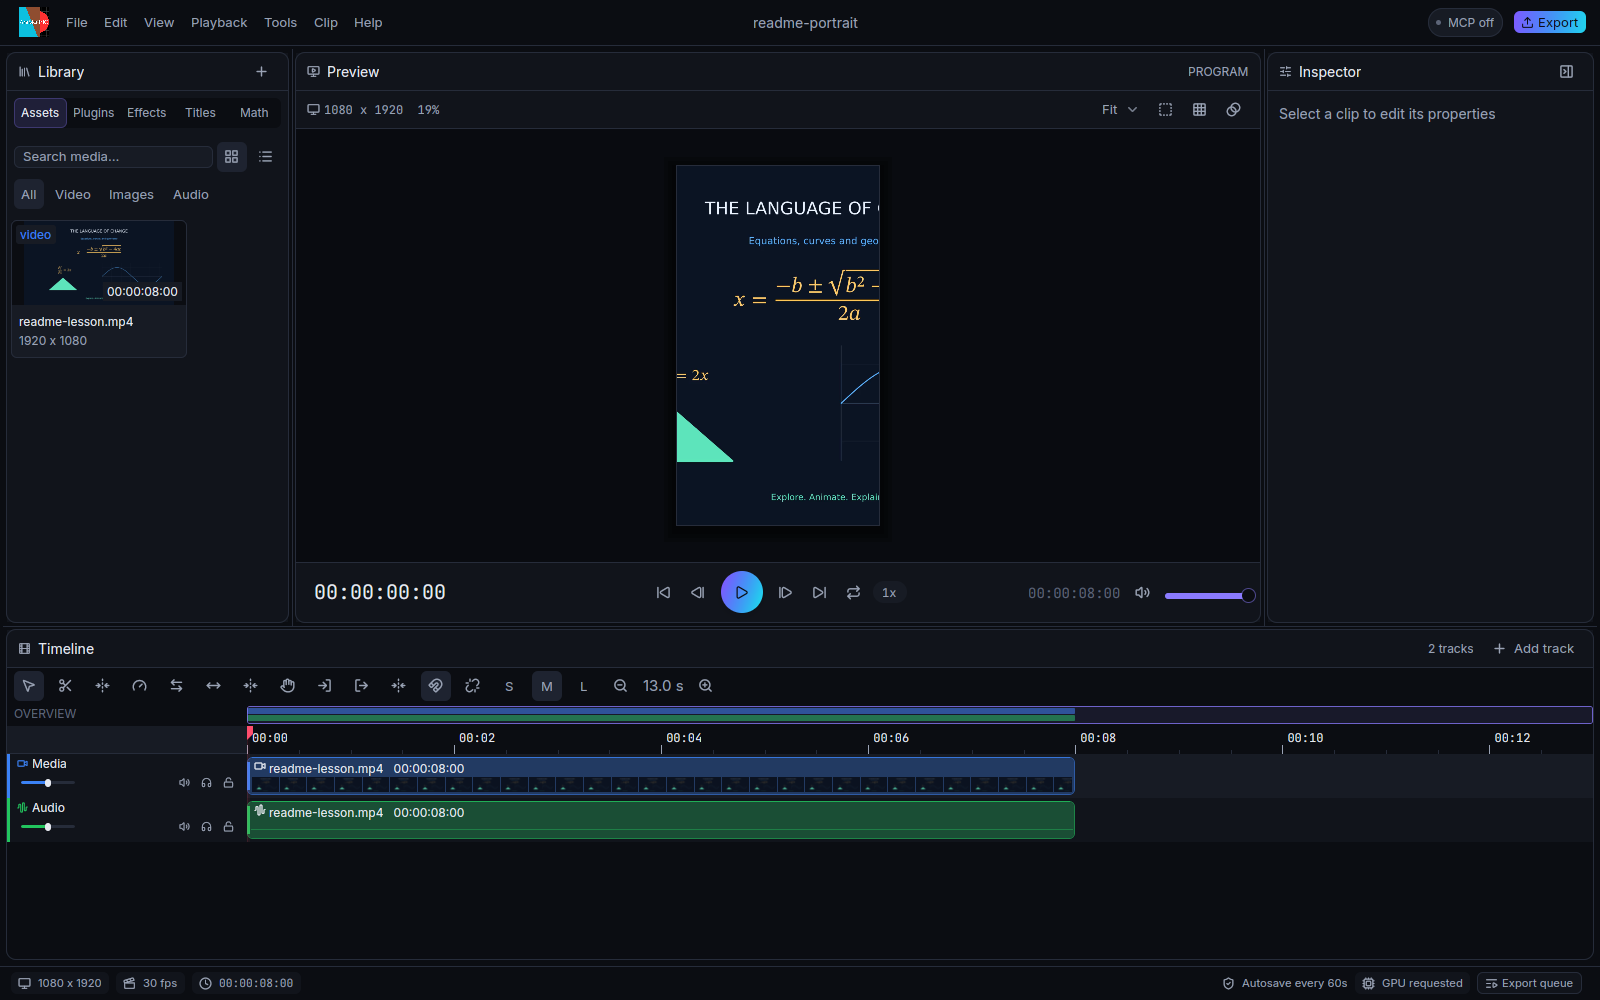 File Edit View Playback Tools Clip Help
readme-portrait
MCP off
Export
Library
Assets Plugins Effects Titles Math
Search media...
All Video Images Audio
video
THE LANGUAGE OF CHANGE
00:00:08:00
readme-lesson.mp4
1920 x 1080
Preview
PROGRAM
1080 x 1920 19%
Fit
THE LANGUAGE OF
Equations, curves and geo
x = −b ± √b² − / 2a
= 2x
Explore. Animate. Explai
00:00:00:00
1x
00:00:08:00
Inspector
Select a clip to edit its properties
Timeline
2 tracks
Add track
S M L
13.0 s
OVERVIEW
00:00 00:02 00:04 00:06 00:08 00:10 00:12
Media
readme-lesson.mp4 00:00:08:00
Audio
readme-lesson.mp4 00:00:08:00
1080 x 1920
30 fps
00:00:08:00
Autosave every 60s
GPU requested
Export queue